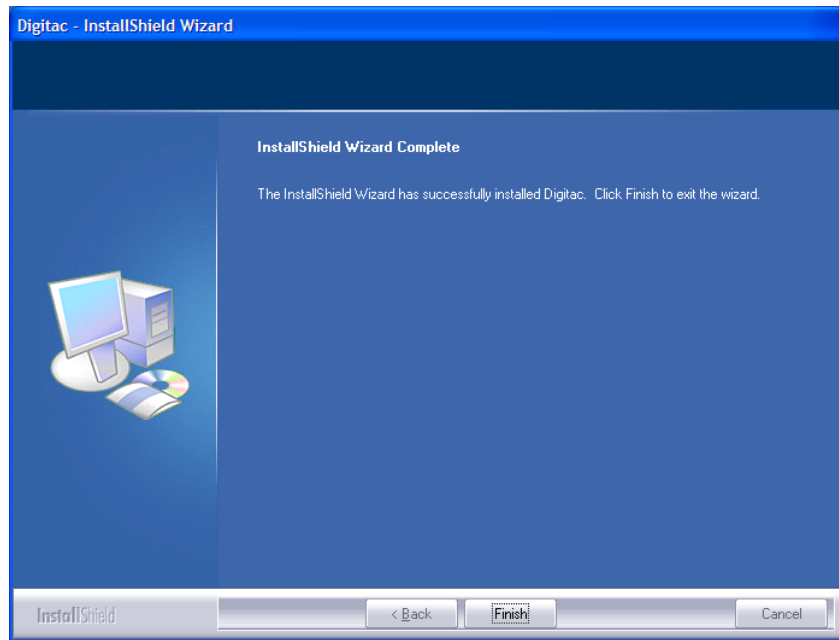 Digitac - InstallShield Wizard
InstallShield Wizard Complete
The InstallShield Wizard has successfully installed Digitac. Click Finish to exit the wizard.
InstallShield
< Back
Finish
Cancel